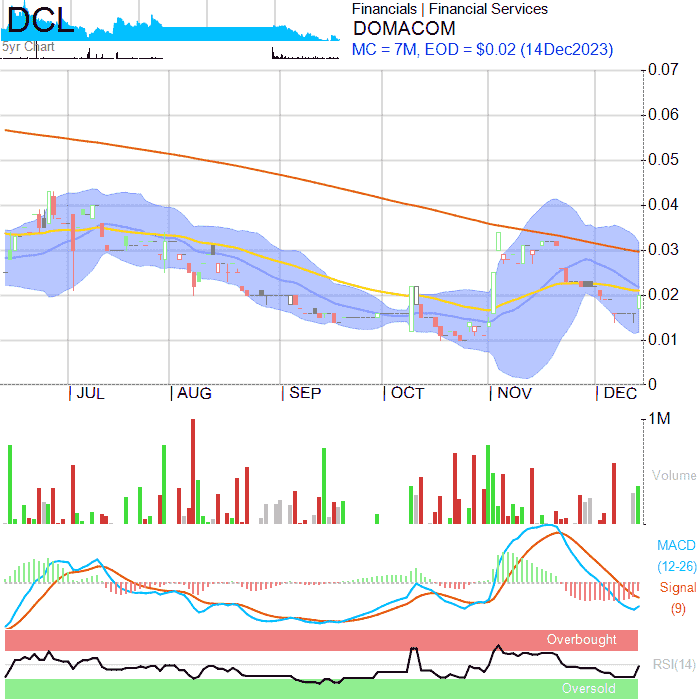 DCL
5yr Chart
Financials | Financial Services
DOMACOM
MC = 7M, EOD = $0.02 (14Dec2023)
0.07
0.06
0.05
0.04
0.03
0.02
0.01
0
JUL AUG SEP OCT NOV DEC
1M
Volume
MACD
(12-26)
Signal
(9)
Overbought
RSI(14)
Oversold